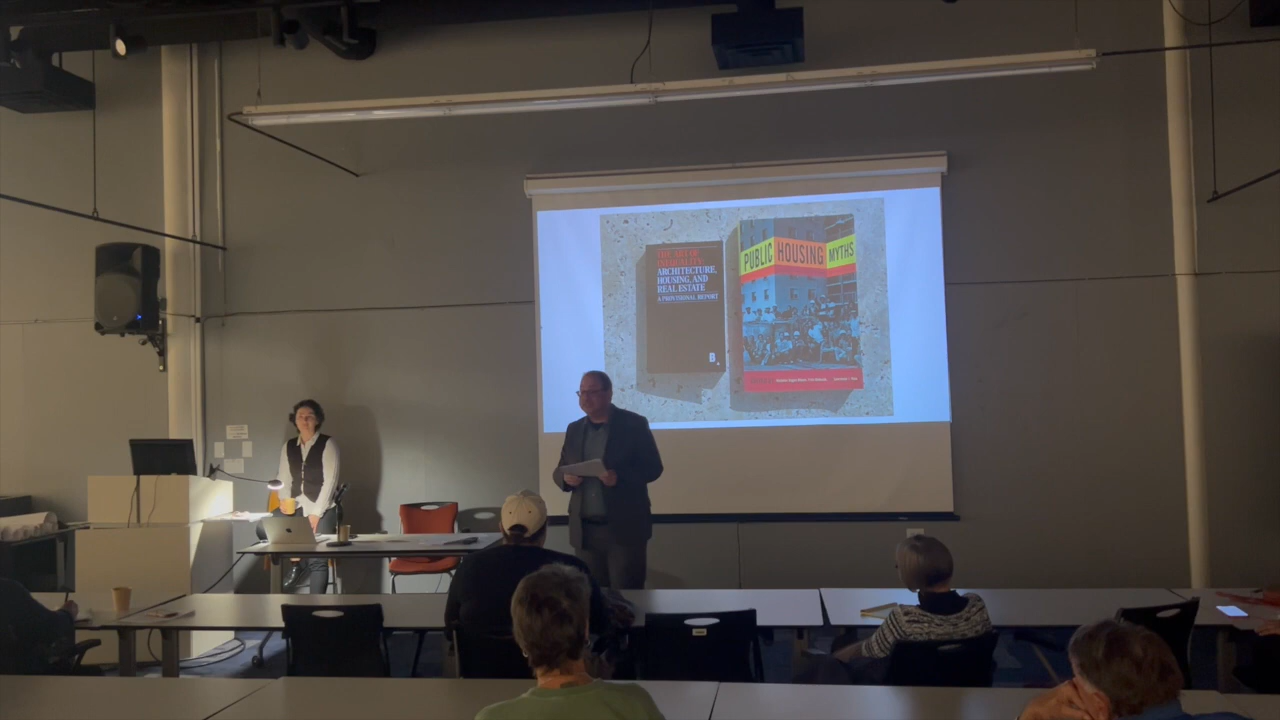 THE ART OF
INEQUALITY:
ARCHITECTURE,
HOUSING, AND
REAL ESTATE
A PROVISIONAL REPORT
B.
PUBLIC HOUSING MYTHS